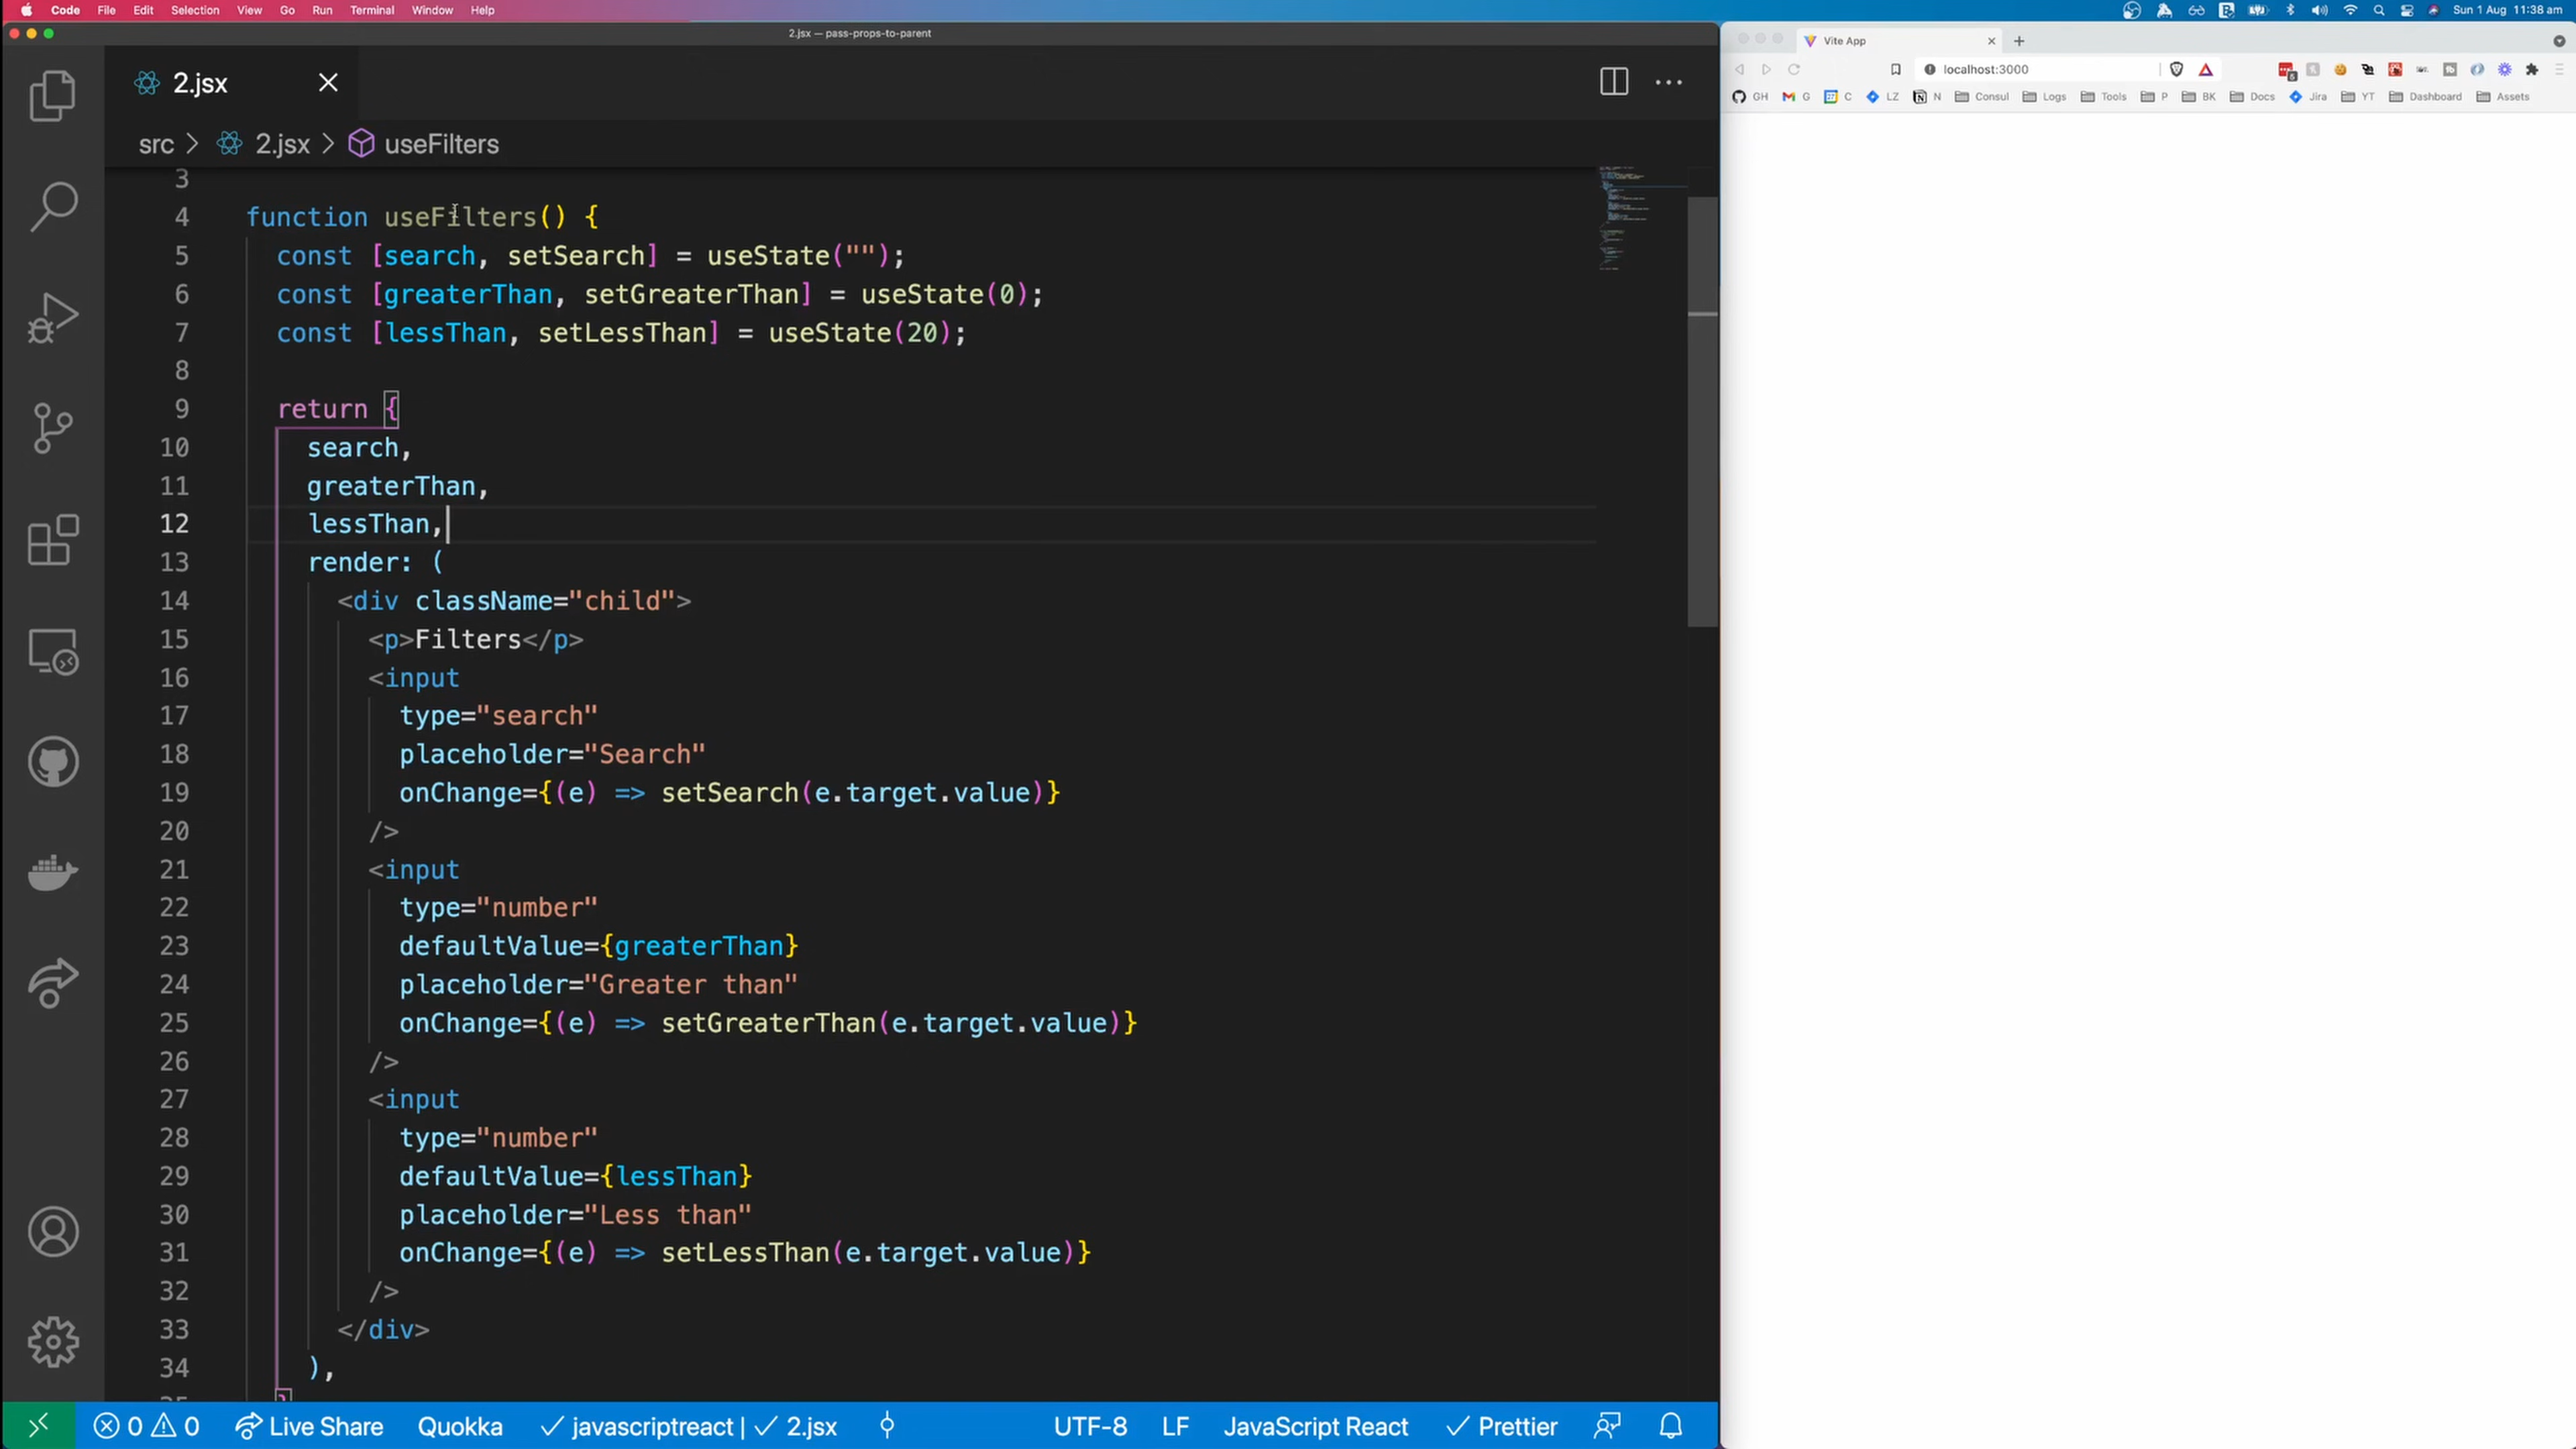 Code File Edit Selection View Go Run Terminal Window Help
Sun 1 Aug 11:38 am
2.jsx — pass-props-to-parent
Vite App
2.jsx
localhost:3000
GH G C LZ N Consul Logs Tools P BK Docs Jira YT Dashboard Assets
src > 2.jsx > useFilters
3
4 function useFilters() {
5 const [search, setSearch] = useState("");
6 const [greaterThan, setGreaterThan] = useState(0);
7 const [lessThan, setLessThan] = useState(20);
8
9 return {
10 search,
11 greaterThan,
12 lessThan,
13 render: (
14 <div className="child">
15 <p>Filters</p>
16 <input
17 type="search"
18 placeholder="Search"
19 onChange={(e) => setSearch(e.target.value)}
20 />
21 <input
22 type="number"
23 defaultValue={greaterThan}
24 placeholder="Greater than"
25 onChange={(e) => setGreaterThan(e.target.value)}
26 />
27 <input
28 type="number"
29 defaultValue={lessThan}
30 placeholder="Less than"
31 onChange={(e) => setLessThan(e.target.value)}
32 />
33 </div>
34 ),
0 0 Live Share Quokka javascriptreact | 2.jsx UTF-8 LF JavaScript React Prettier